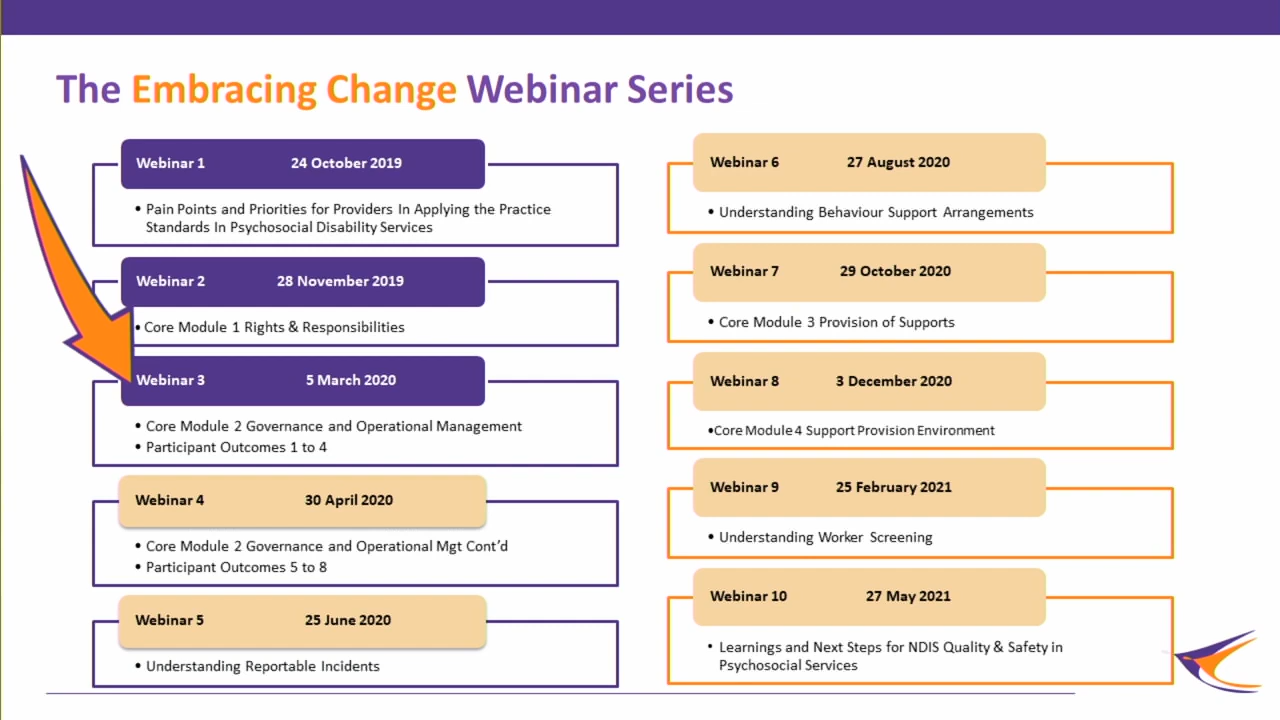 The Embracing Change Webinar Series
Webinar 1 24 October 2019
• Pain Points and Priorities for Providers In Applying the Practice
Standards In Psychosocial Disability Services
Webinar 2 28 November 2019
• Core Module 1 Rights & Responsibilities
Webinar 3 5 March 2020
• Core Module 2 Governance and Operational Management
• Participant Outcomes 1 to 4
Webinar 4 30 April 2020
• Core Module 2 Governance and Operational Mgt Cont'd
• Participant Outcomes 5 to 8
Webinar 5 25 June 2020
• Understanding Reportable Incidents
Webinar 6 27 August 2020
• Understanding Behaviour Support Arrangements
Webinar 7 29 October 2020
• Core Module 3 Provision of Supports
Webinar 8 3 December 2020
•Core Module 4 Support Provision Environment
Webinar 9 25 February 2021
• Understanding Worker Screening
Webinar 10 27 May 2021
• Learnings and Next Steps for NDIS Quality & Safety in
Psychosocial Services